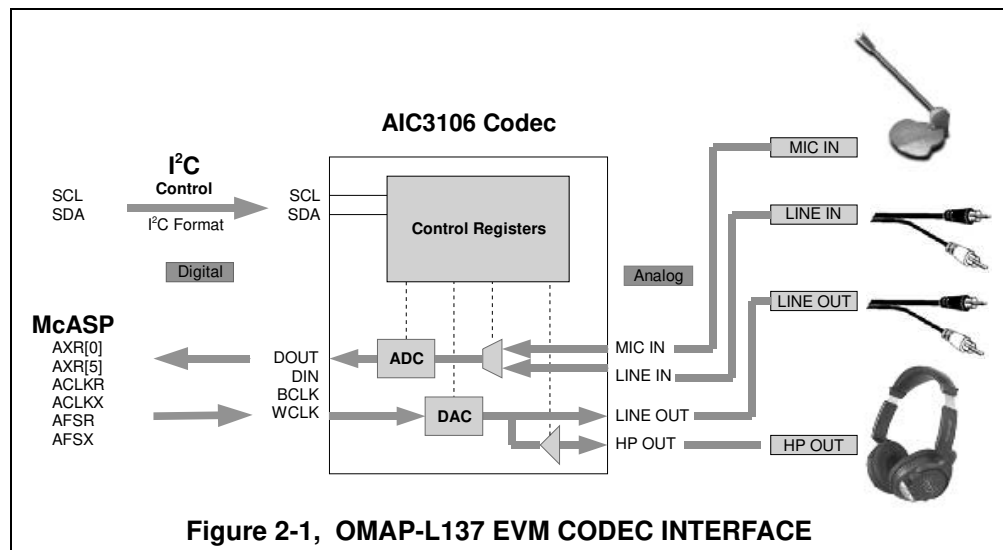 AIC3106 Codec
I²C
Control
I²C Format
SCL
SDA
SCL
SDA
Control Registers
Digital
Analog
McASP
AXR[0]
AXR[5]
ACLKR
ACLKX
AFSR
AFSX
DOUT
DIN
BCLK
WCLK
ADC
DAC
MIC IN
LINE IN
LINE OUT
HP OUT
MIC IN
LINE IN
LINE OUT
HP OUT
Figure 2-1, OMAP-L137 EVM CODEC INTERFACE